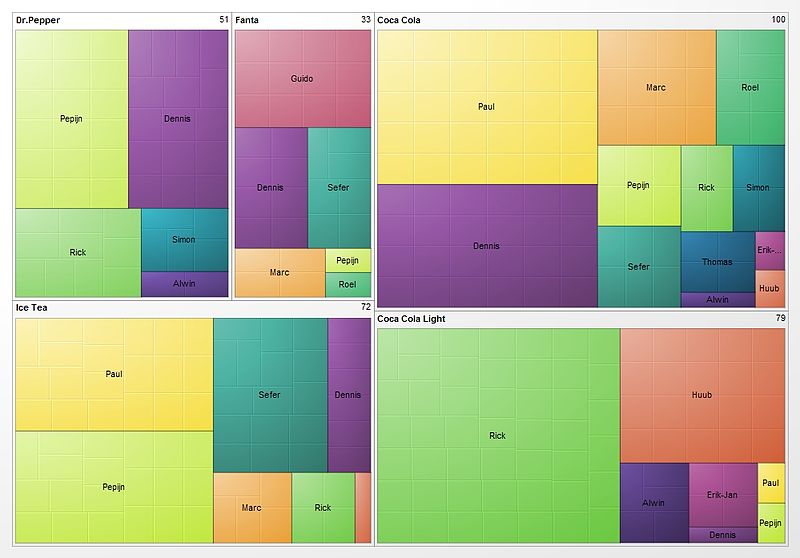 Dr.Pepper 51
Pepijn
Dennis
Rick
Simon
Alwin
Fanta 33
Guido
Dennis
Sefer
Marc
Pepijn
Roel
Coca Cola 100
Paul
Marc
Roel
Dennis
Pepijn
Rick
Simon
Sefer
Thomas
Erik-...
Huub
Alwin
Ice Tea 72
Paul
Sefer
Dennis
Pepijn
Marc
Rick
Coca Cola Light 79
Rick
Huub
Alwin
Erik-Jan
Paul
Pepijn
Dennis